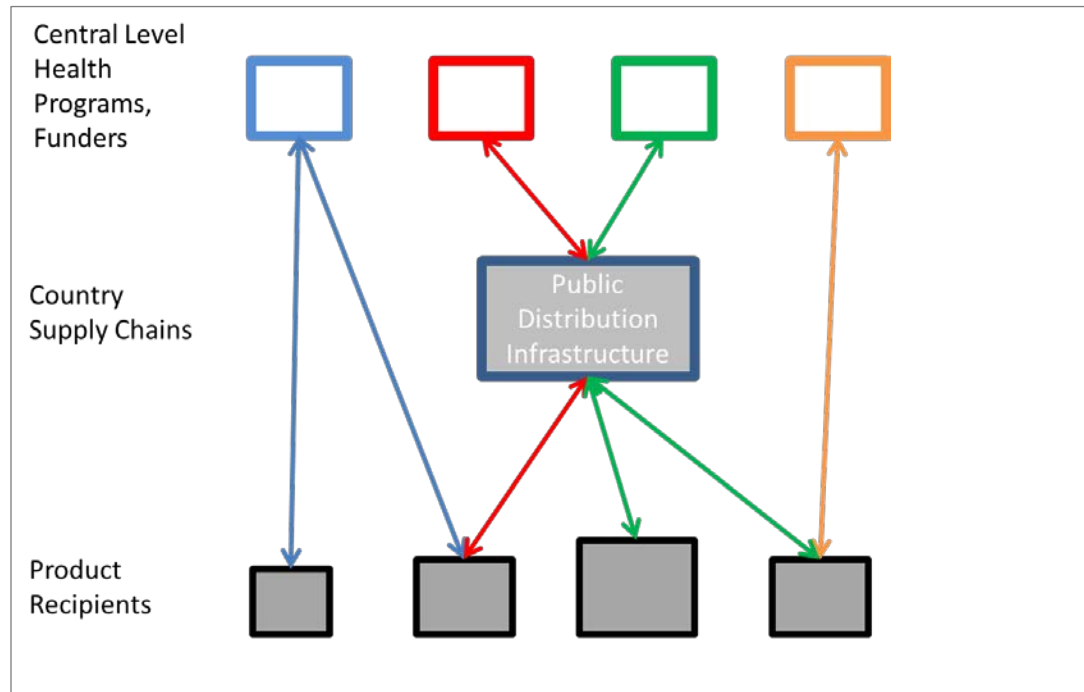 Central Level
Health
Programs,
Funders
Public
Distribution
Infrastructure
Country
Supply Chains
Product
Recipients